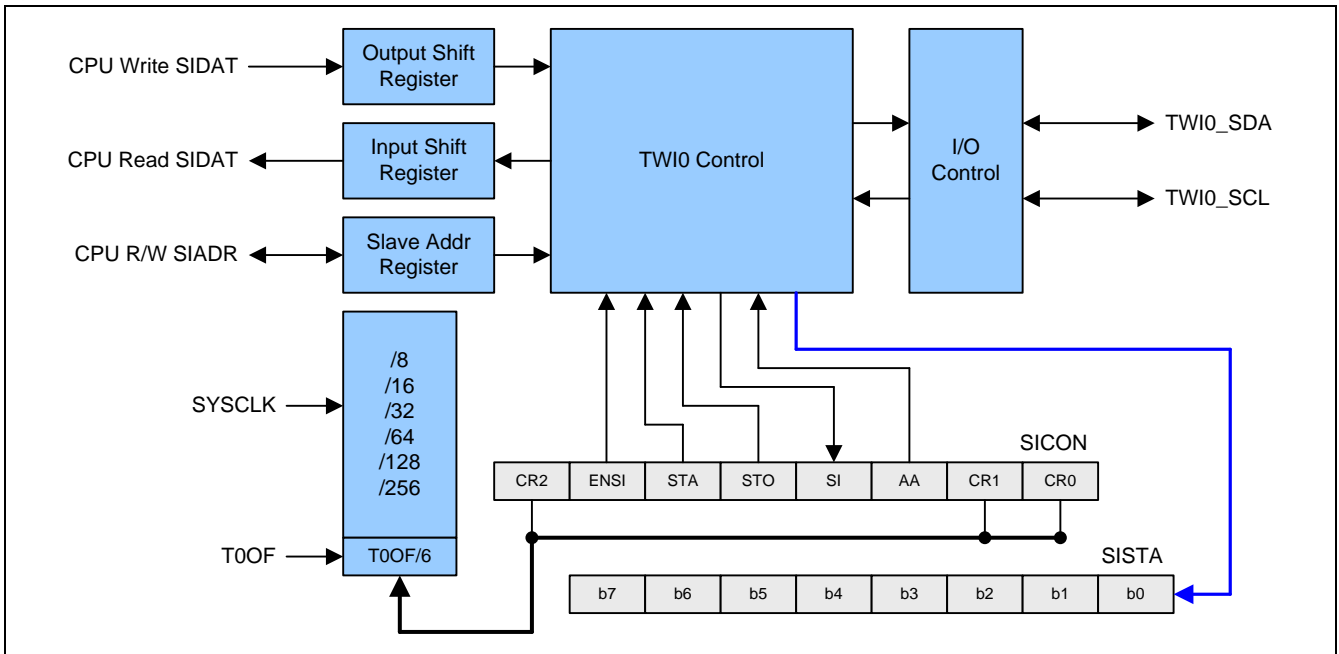 CPU Write SIDAT
Output Shift
Register
CPU Read SIDAT
Input Shift
Register
CPU R/W SIADR
Slave Addr
Register
TWI0 Control
I/O
Control
TWI0_SDA
TWI0_SCL
SYSCLK
/8
/16
/32
/64
/128
/256
T0OF
T0OF/6
SICON
CR2 ENSI STA STO SI AA CR1 CR0
SISTA
b7 b6 b5 b4 b3 b2 b1 b0